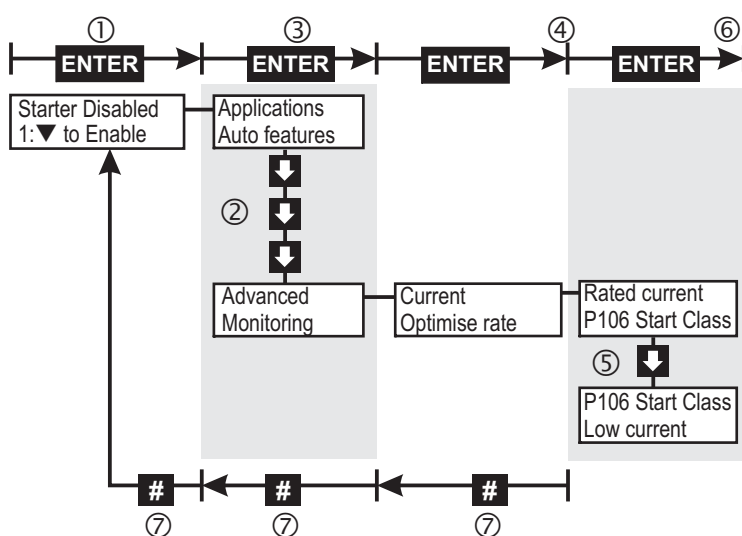 ① ③ ④ ⑥
ENTER ENTER ENTER ENTER
Starter Disabled
1:▼ to Enable
Applications
Auto features
②
Advanced
Monitoring
Current
Optimise rate
Rated current
P106 Start Class
⑤
P106 Start Class
Low current
# # #
⑦ ⑦ ⑦